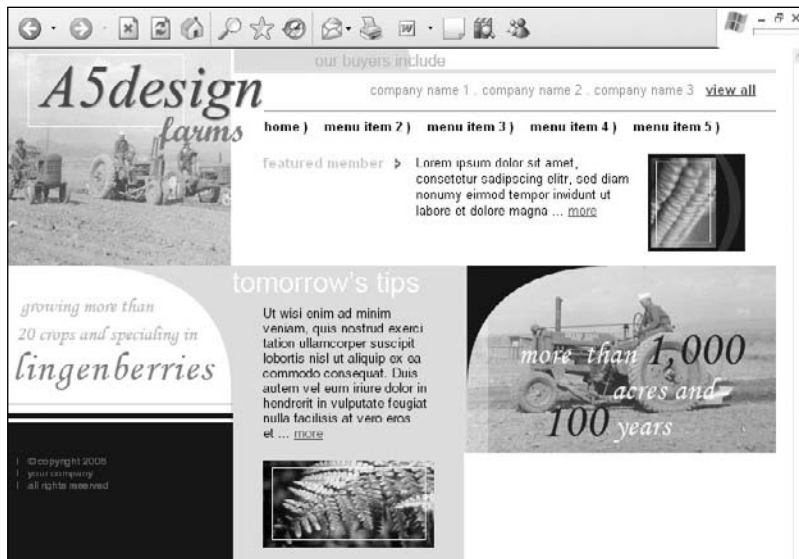 our buyers include
A5design
farms
company name 1 . company name 2 . company name 3 view all
home ) menu item 2 ) menu item 3 ) menu item 4 ) menu item 5 )
featured member
Lorem ipsum dolor sit amet,
consetetur sadipscing elitr, sed diam
nonumy eirmod tempor invidunt ut
labore et dolore magna ... more
growing more than
20 crops and specialing in
lingenberries
tomorrow's tips
Ut wisi enim ad minim
veniam, quis nostrud exerci
tation ullamcorper suscipit
lobortis nisl ut aliquip ex ea
commodo consequat. Duis
autem vel eum iriure dolor in
hendrerit in vulputate feugiat
nulla facilisis at vero eros
et ... more
more than 1,000
acres and
100 years
| ©copyright 2005
| your company
| all rights reserved